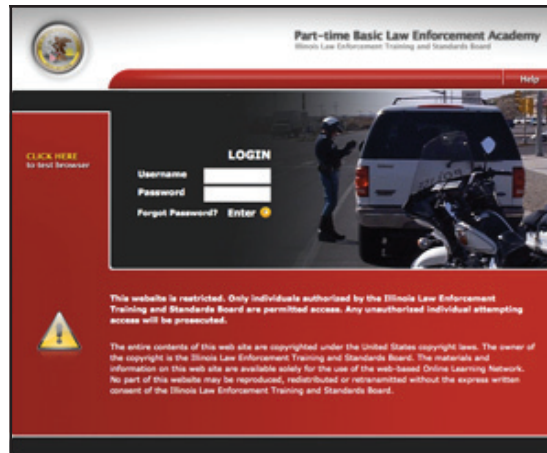 Part-time Basic Law Enforcement Academy
Illinois Law Enforcement Training and Standards Board
Help
CLICK HERE
to test browser
LOGIN
Username
Password
Forgot Password? Enter
This website is restricted. Only individuals authorized by the Illinois Law Enforcement
Training and Standards Board are permitted access. Any unauthorized individual attempting
access will be prosecuted.
The entire contents of this web site are copyrighted under the United States copyright laws. The owner of
the copyright is the Illinois Law Enforcement Training and Standards Board. The materials and
information on this web site are available solely for the use of the web-based Online Learning Network.
No part of this website may be reproduced, redistributed or retransmitted without the express written
consent of the Illinois Law Enforcement Training and Standards Board.